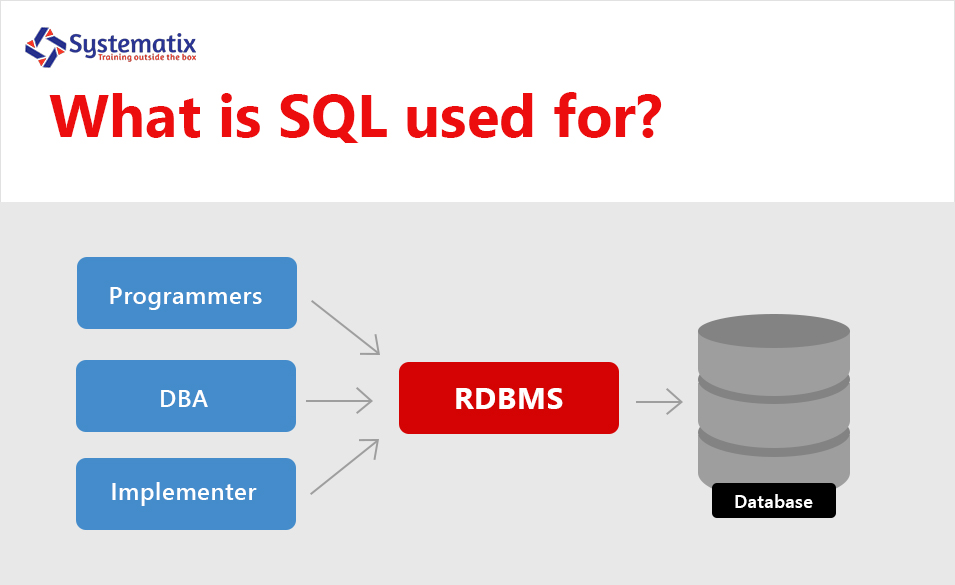 Systematix
Training outside the box
What is SQL used for?
Programmers
DBA
Implementer
RDBMS
Database